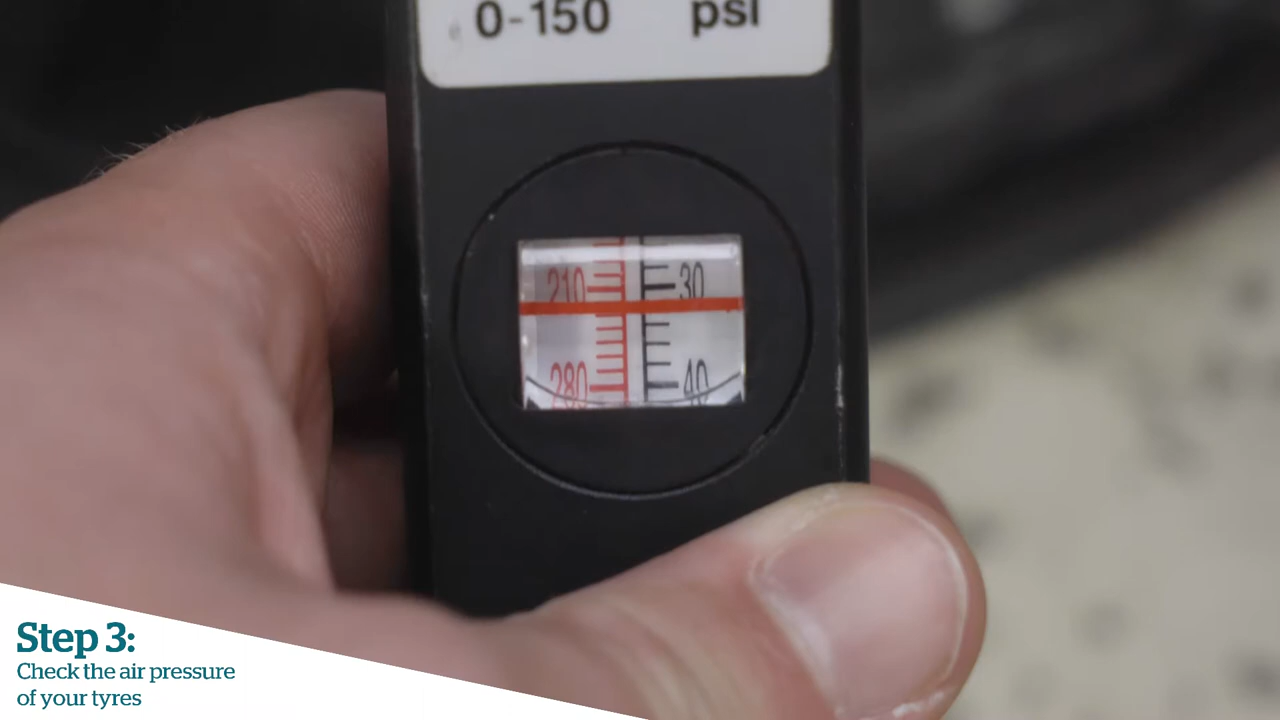 0-150 psi
210 30
280 40
Step 3:
Check the air pressure
of your tyres